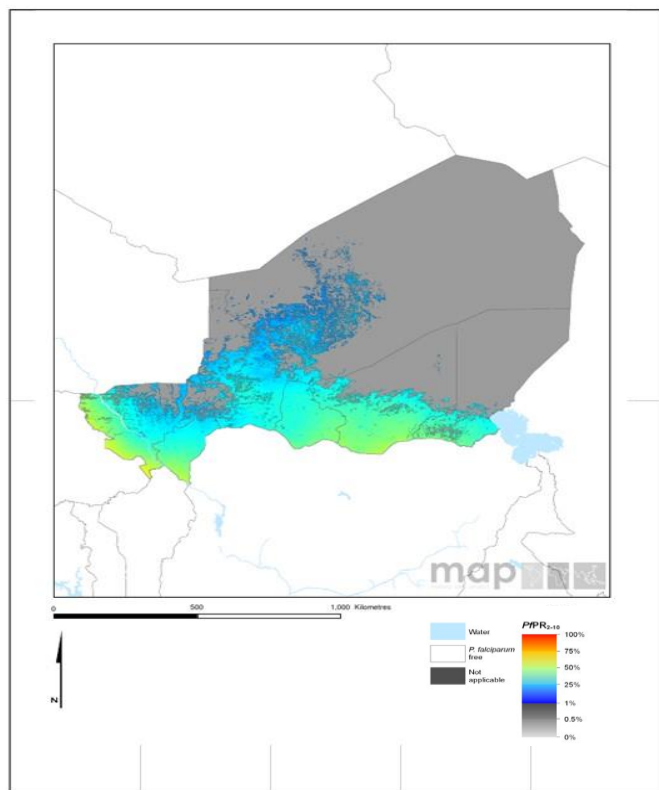 map
0 500 1,000 Kilometres
Water
P. falciparum
free
Not
applicable
PfPR2-10
100%
75%
50%
25%
1%
0.5%
0%
N